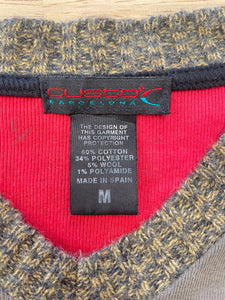 CUSTO
BARCELONA
THE DESIGN OF
THIS GARMENT
HAS COPYRIGHT
PROTECTION
60% COTTON
34% POLYESTER
5% WOOL
1% POLYAMIDE
MADE IN SPAIN
M